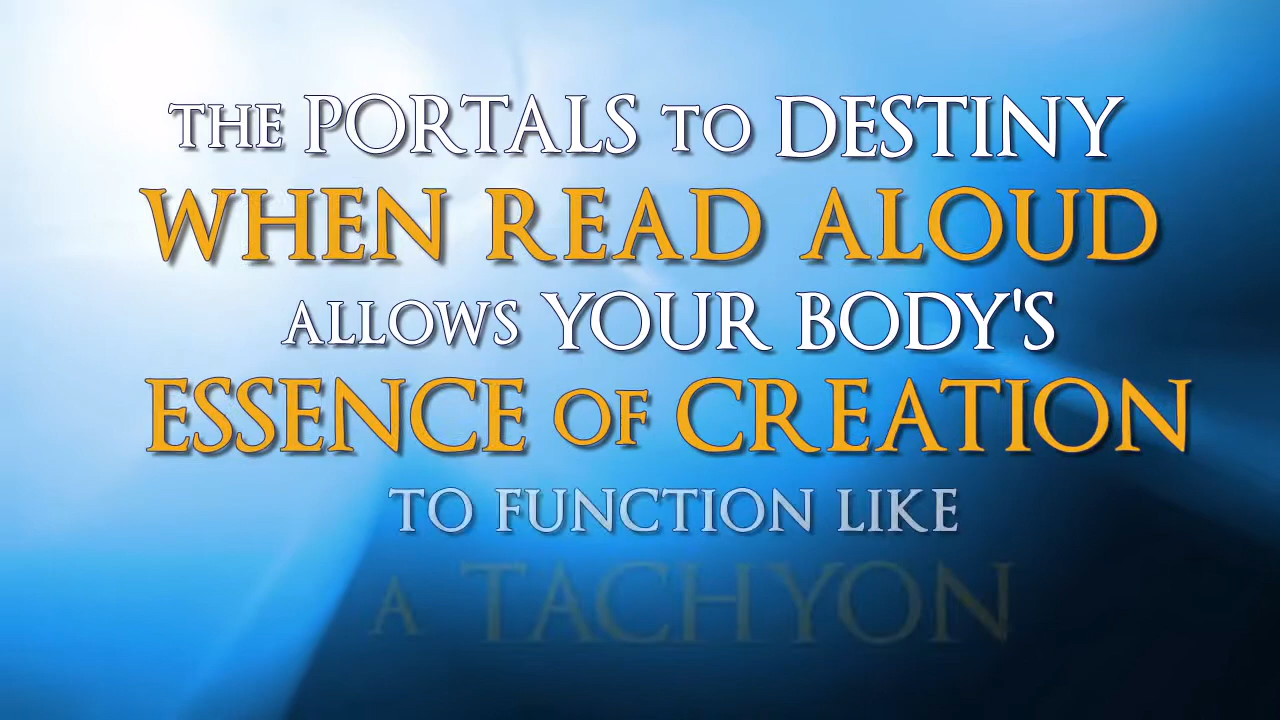 THE PORTALS TO DESTINY
WHEN READ ALOUD
ALLOWS YOUR BODY'S
ESSENCE OF CREATION
TO FUNCTION LIKE
A TACHYON